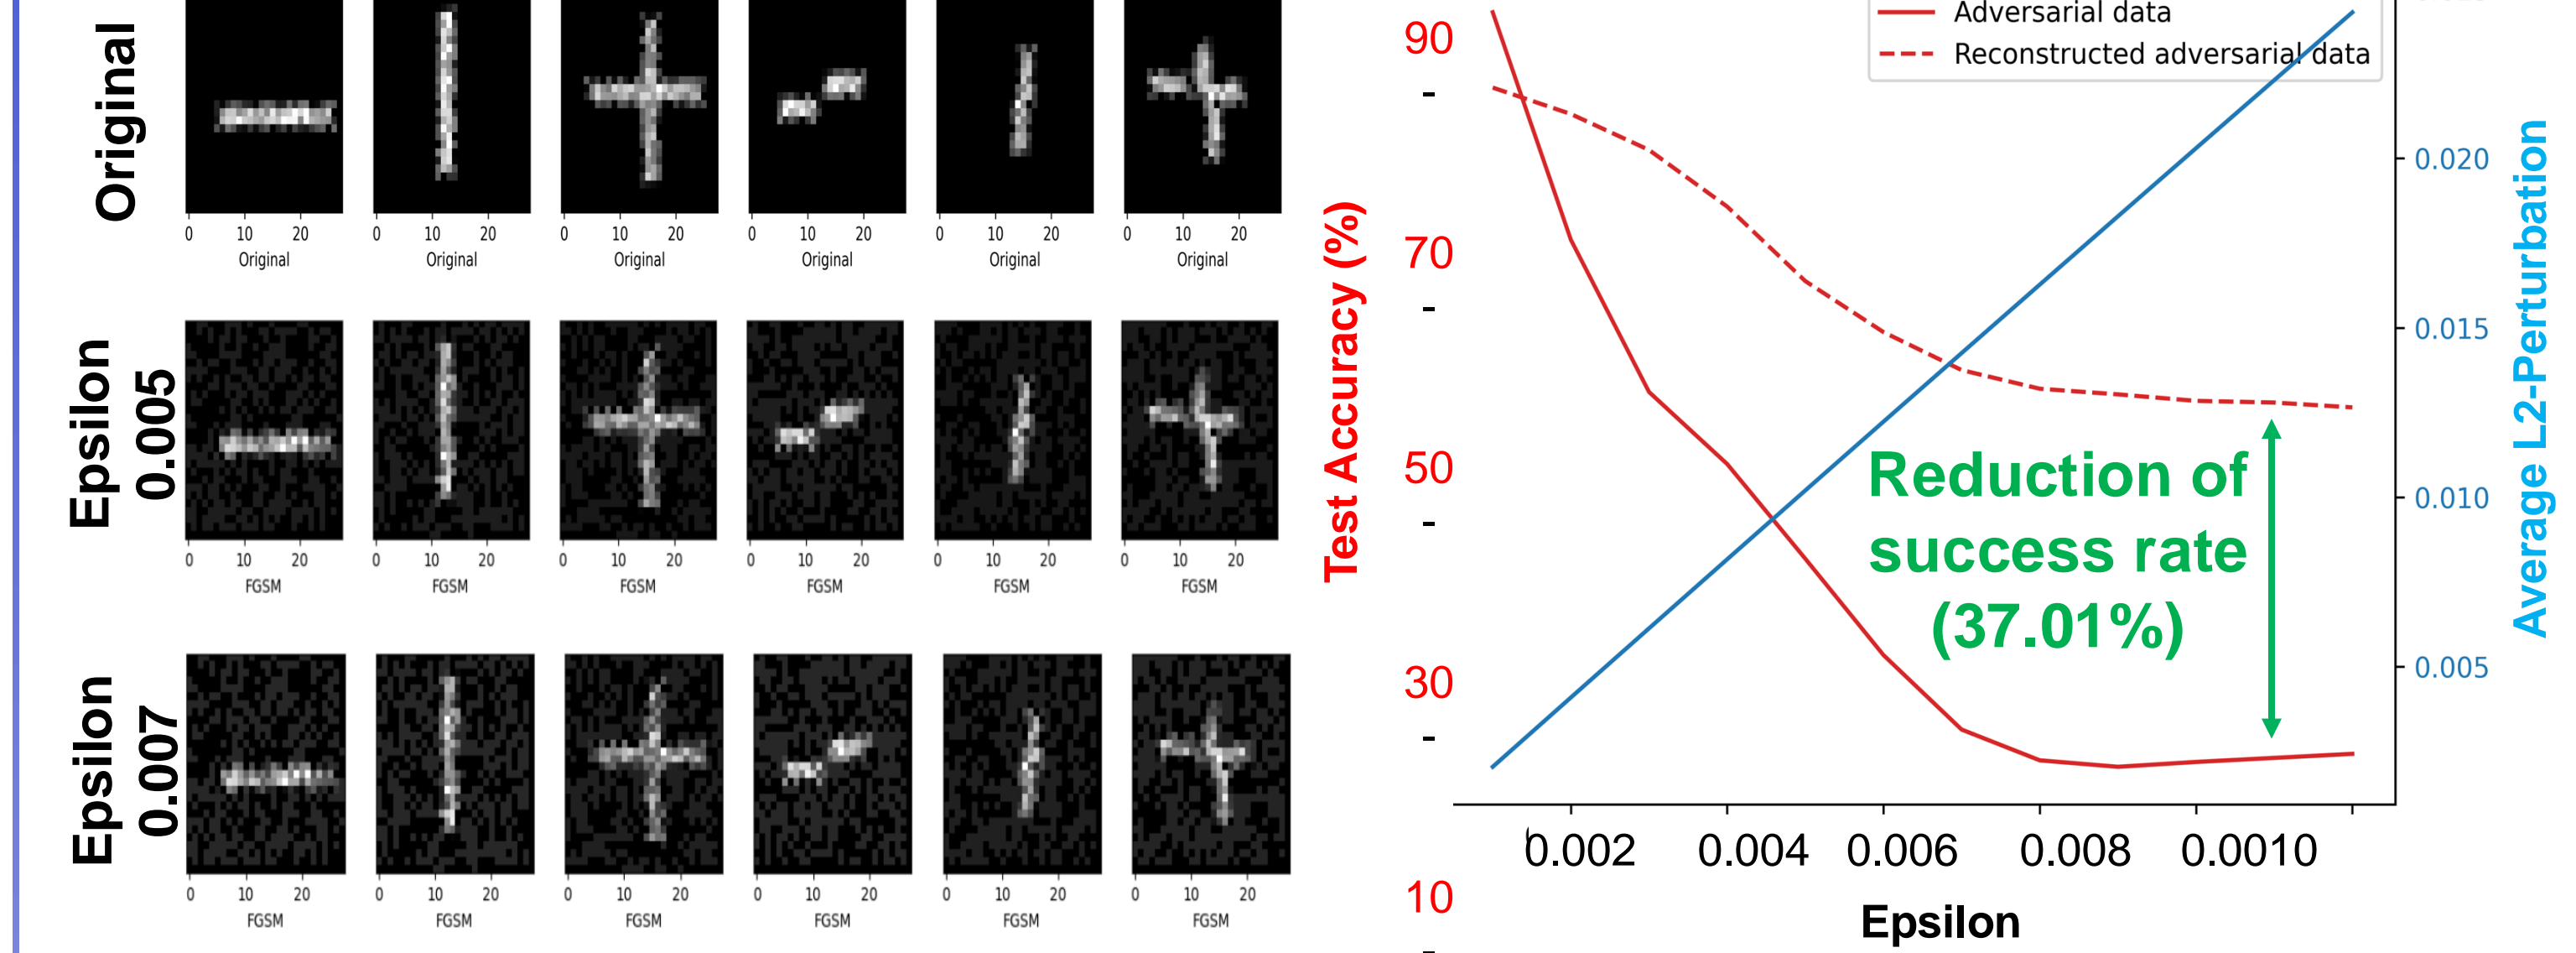 Original
0 10 20 0 10 20 0 10 20 0 10 20 0 10 20 0 10 20
Original Original Original Original Original Original
Epsilon
0.005
0 10 20 0 10 20 0 10 20 0 10 20 0 10 20 0 10 20
FGSM FGSM FGSM FGSM FGSM FGSM
Epsilon
0.007
0 10 20 0 10 20 0 10 20 0 10 20 0 10 20 0 10 20
FGSM FGSM FGSM FGSM FGSM FGSM
Test Accuracy (%)
90
-
70
-
50
-
30
-
10
-
Adversarial data
Reconstructed adversarial data
Reduction of
success rate
(37.01%)
0.020
0.015
0.010
0.005
Average L2-Perturbation
0.002 0.004 0.006 0.008 0.0010
Epsilon